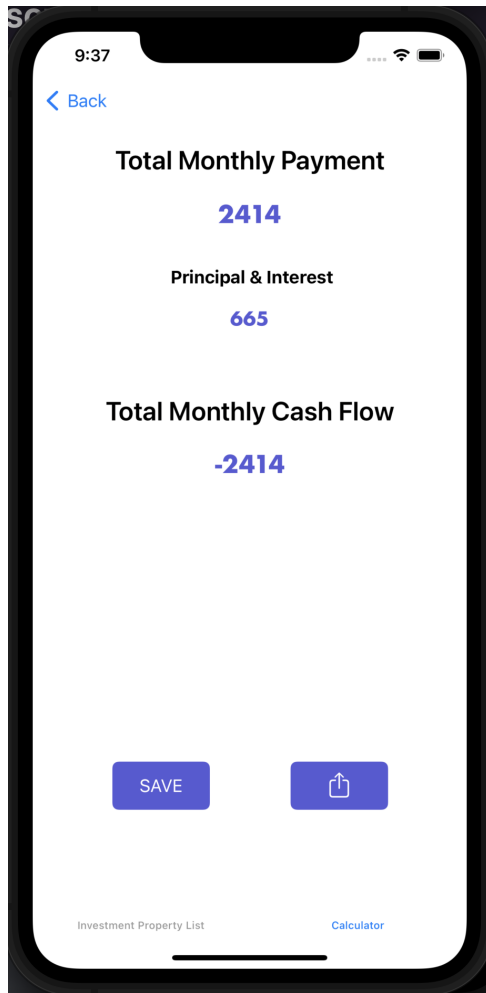 9:37
Back
Total Monthly Payment
2414
Principal & Interest
665
Total Monthly Cash Flow
-2414
SAVE
Investment Property List
Calculator